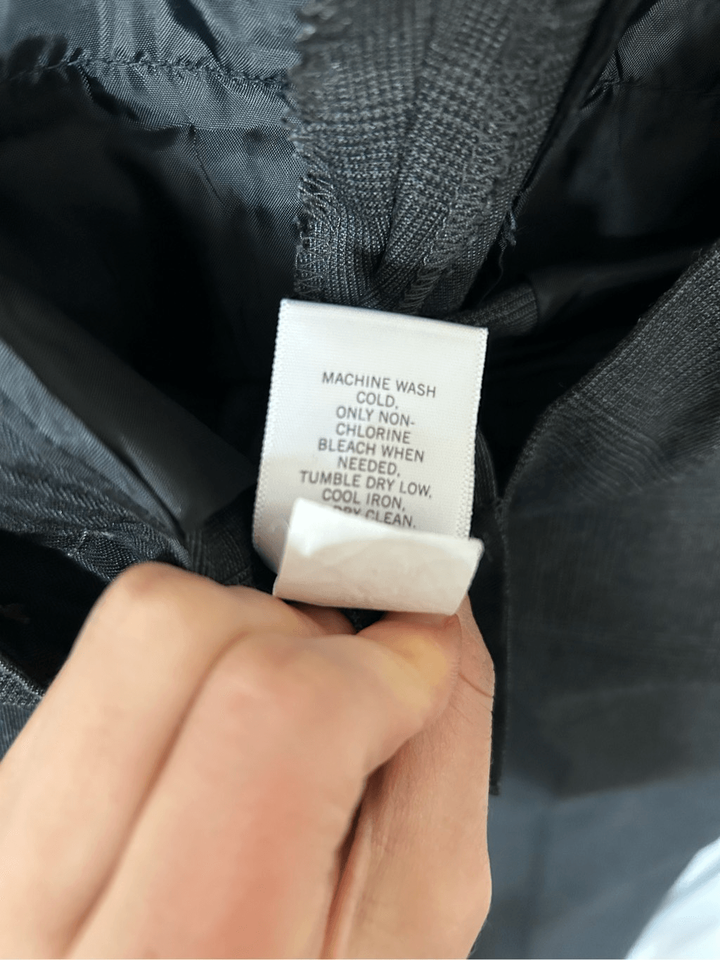 MACHINE WASH
COLD,
ONLY NON-
CHLORINE
BLEACH WHEN
NEEDED,
TUMBLE DRY LOW,
COOL IRON,
DRY CLEAN.